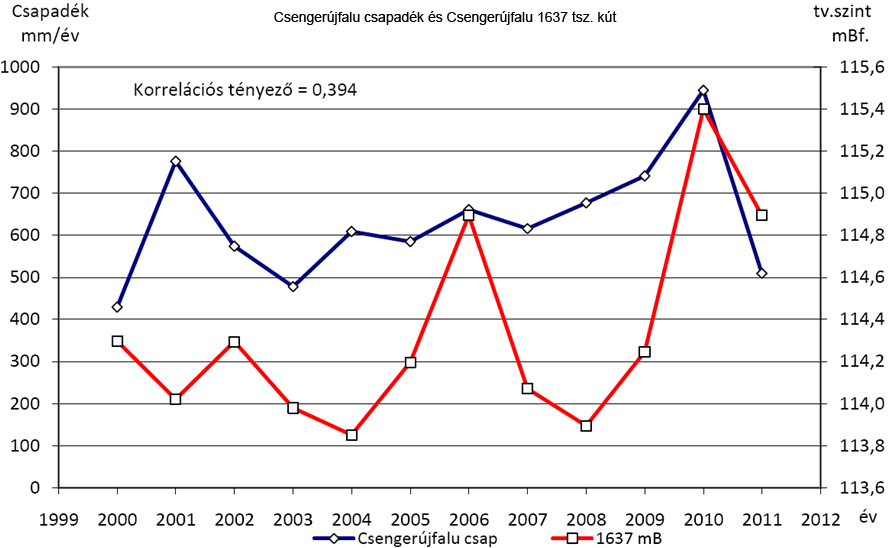 Csapadék
mm/év
Csengerújfalu csapadék és Csengerújfalu 1637 tsz. kút
tv.szint
mBf.
Korrelációs tényező = 0,394
1000
900
800
700
600
500
400
300
200
100
0
115,6
115,4
115,2
115,0
114,8
114,6
114,4
114,2
114,0
113,8
113,6
1999 2000 2001 2002 2003 2004 2005 2006 2007 2008 2009 2010 2011 2012
év
Csengerújfalu csap 1637 mB